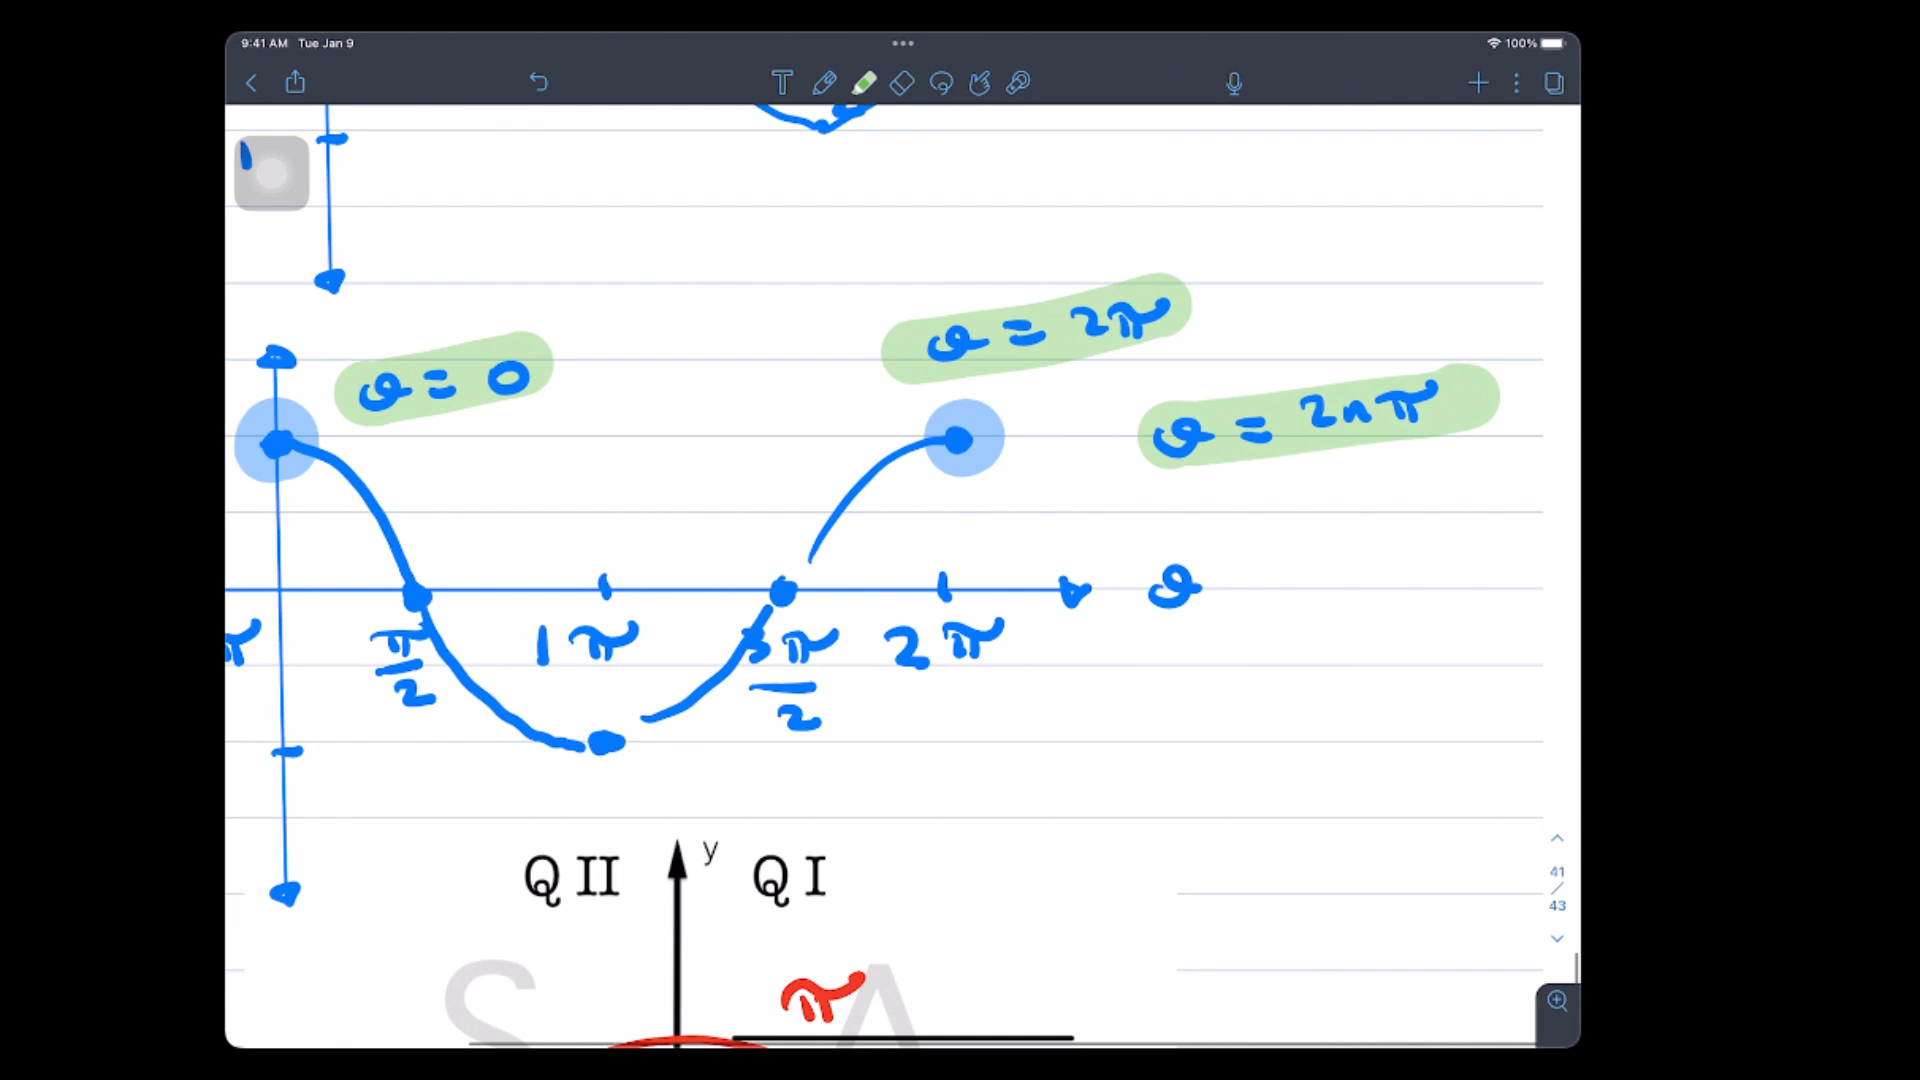 9:41 AM Tue Jan 9
100%
θ = 2π
θ = 0
θ = 2nπ
θ
π
π/2
1π
3π/2
2π
Q II
y
Q I
41
/
43
S
A
π